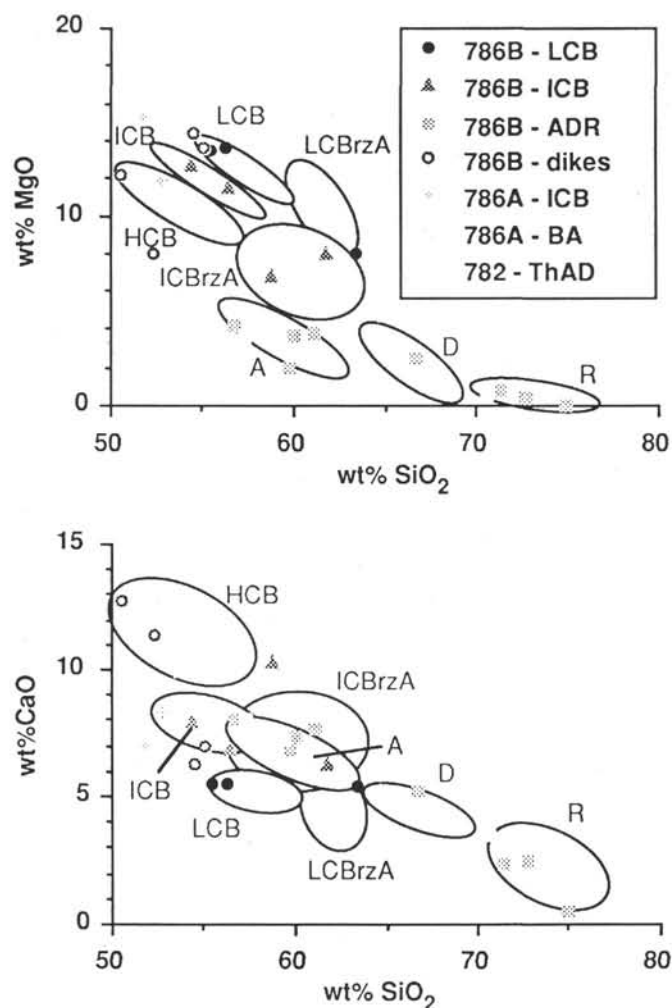 20
10
0
wt% MgO
ICB
LCB
LCBrzA
HCB
ICBrzA
A
D
R
● 786B - LCB
▲ 786B - ICB
■ 786B - ADR
○ 786B - dikes
786A - ICB
786A - BA
782 - ThAD
50 60 70 80
wt% SiO₂
15
10
5
0
wt%CaO
HCB
ICBrzA
A
ICB
LCB
LCBrzA
D
R
50 60 70 80
wt% SiO₂